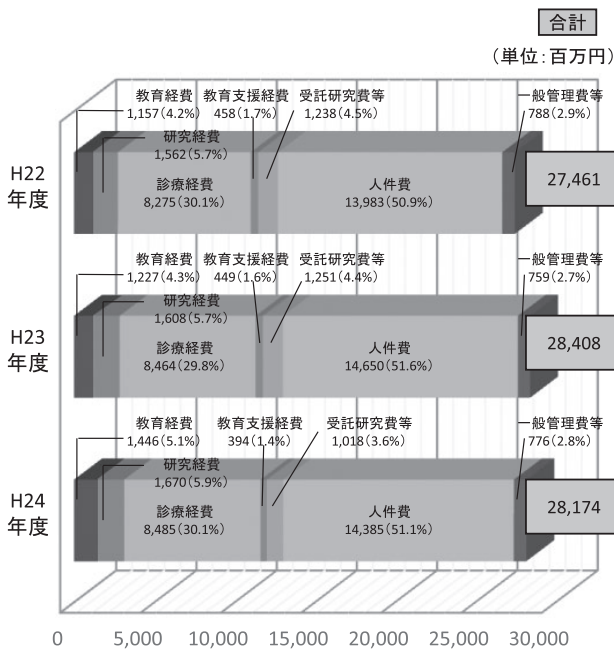 合計
(単位:百万円)
教育経費 教育支援経費 受託研究費等 一般管理費等
1,157(4.2%) 458(1.7%) 1,238(4.5%) 788(2.9%)
研究経費
1,562(5.7%)
H22
年度
診療経費 人件費
8,275(30.1%) 13,983(50.9%)
27,461
教育経費 教育支援経費 受託研究費等 一般管理費等
1,227(4.3%) 449(1.6%) 1,251(4.4%) 759(2.7%)
研究経費
1,608(5.7%)
H23
年度
診療経費 人件費
8,464(29.8%) 14,650(51.6%)
28,408
教育経費 教育支援経費 受託研究費等 一般管理費等
1,446(5.1%) 394(1.4%) 1,018(3.6%) 776(2.8%)
研究経費
1,670(5.9%)
H24
年度
診療経費 人件費
8,485(30.1%) 14,385(51.1%)
28,174
0 5,000 10,000 15,000 20,000 25,000 30,000